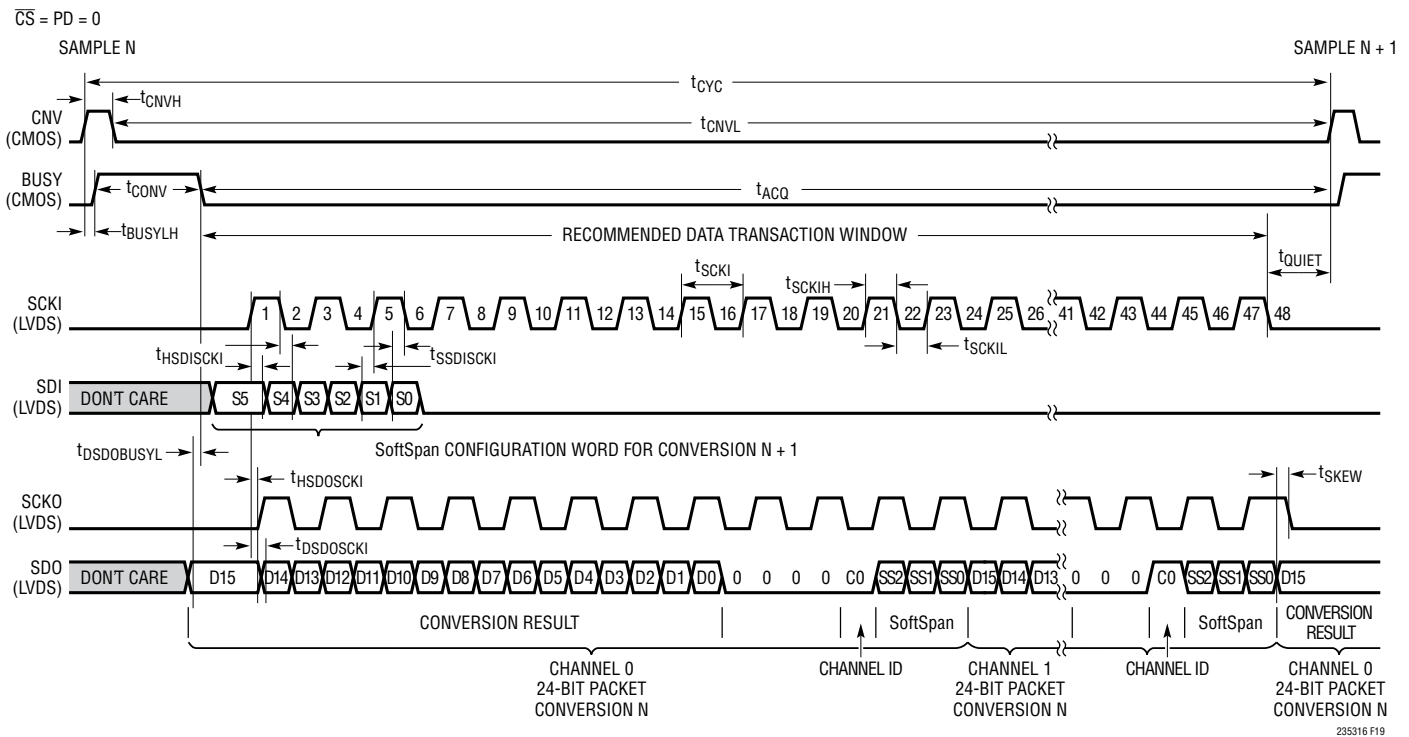 CS = PD = 0
SAMPLE N
SAMPLE N + 1
tCYC
tCNVH
CNV
(CMOS)
tCNVL
BUSY
(CMOS)
tCONV
tACQ
tBUSYLH
RECOMMENDED DATA TRANSACTION WINDOW
tQUIET
tSCKI
tSCKIH
SCKI
(LVDS)
1 2 3 4 5 6 7 8 9 10 11 12 13 14 15 16 17 18 19 20 21 22 23 24 25 26 41 42 43 44 45 46 47 48
tHSDISCKI
tSSDISCKI
tSCKIL
SDI
(LVDS)
DON'T CARE S5 S4 S3 S2 S1 S0
SoftSpan CONFIGURATION WORD FOR CONVERSION N + 1
tDSDOBUSYL
tHSDOSCKI
tSKEW
SCKO
(LVDS)
tDSDOSCKI
SDO
(LVDS)
DON'T CARE D15 D14 D13 D12 D11 D10 D9 D8 D7 D6 D5 D4 D3 D2 D1 D0 0 0 0 0 C0 SS2 SS1 SS0 D15 D14 D13 0 0 0 C0 SS2 SS1 SS0 D15
CONVERSION RESULT
SoftSpan
SoftSpan
CONVERSION
RESULT
CHANNEL 0
24-BIT PACKET
CONVERSION N
CHANNEL ID
CHANNEL 1
24-BIT PACKET
CONVERSION N
CHANNEL ID
CHANNEL 0
24-BIT PACKET
CONVERSION N
235316 F19